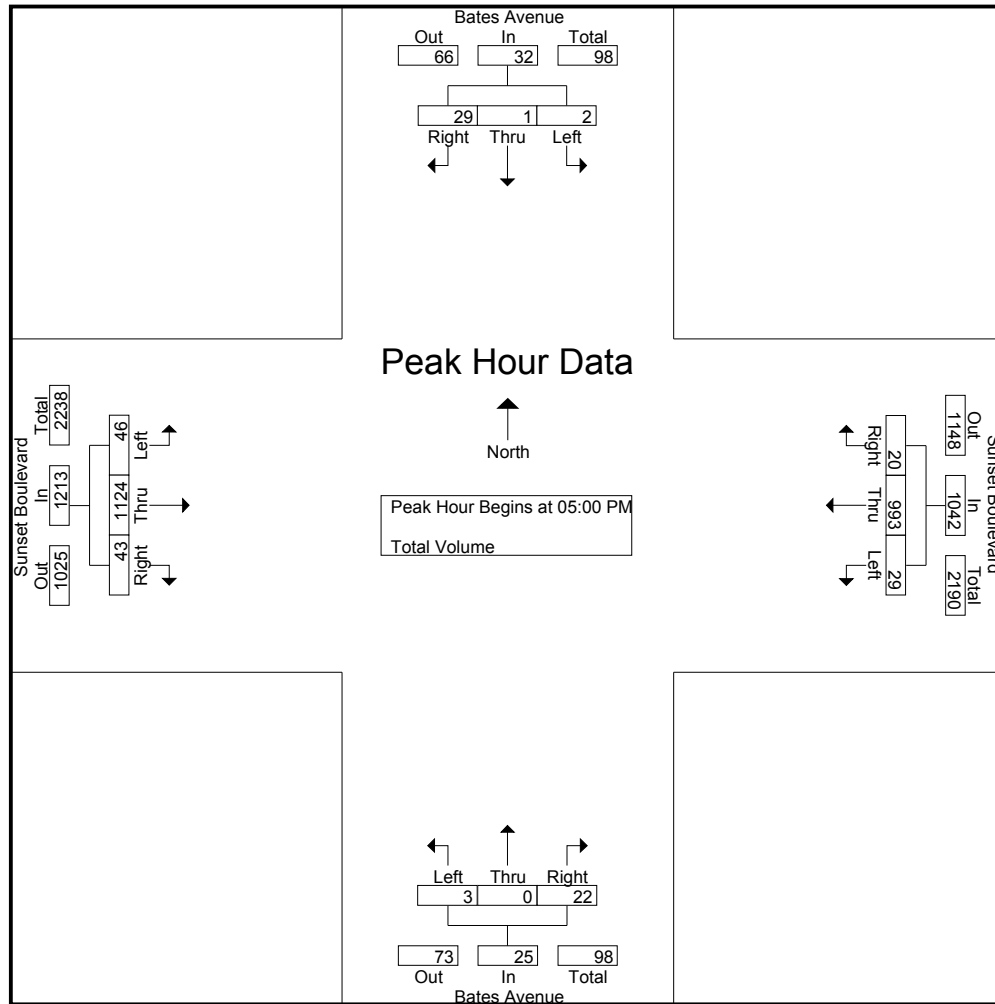 Bates Avenue
Out In Total
66 32 98
29 1 2
Right Thru Left
Peak Hour Data
North
Peak Hour Begins at 05:00 PM
Total Volume
Sunset Boulevard
Out In Total
1025 1213 2238
43 1124 46
Right Thru Left
Sunset Boulevard
Out In Total
1148 1042 2190
20 993 29
Right Thru Left
Left Thru Right
3 0 22
73 25 98
Out In Total
Bates Avenue